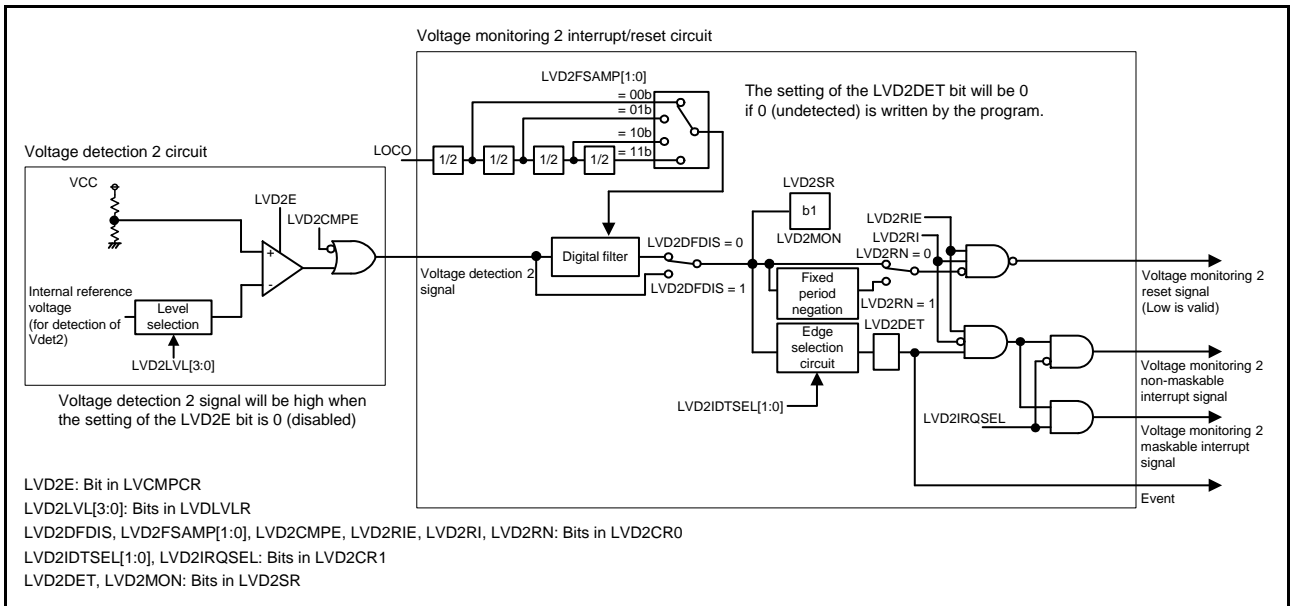 Voltage monitoring 2 interrupt/reset circuit
LVD2FSAMP[1:0]
= 00b
= 01b
= 10b
= 11b
The setting of the LVD2DET bit will be 0
if 0 (undetected) is written by the program.
LOCO
1/2
1/2
1/2
1/2
Voltage detection 2 circuit
VCC
LVD2E
LVD2CMPE
+
-
Internal reference
voltage
(for detection of
Vdet2)
Level
selection
LVD2LVL[3:0]
Voltage detection 2 signal will be high when
the setting of the LVD2E bit is 0 (disabled)
Voltage detection 2
signal
Digital filter
LVD2DFDIS = 0
LVD2DFDIS = 1
LVD2SR
b1
LVD2MON
LVD2RIE
LVD2RI
LVD2RN = 0
Fixed
period
negation
LVD2RN = 1
LVD2DET
Edge
selection
circuit
LVD2IDTSEL[1:0]
LVD2IRQSEL
Voltage monitoring 2
reset signal
(Low is valid)
Voltage monitoring 2
non-maskable
interrupt signal
Voltage monitoring 2
maskable interrupt
signal
Event
LVD2E: Bit in LVCMPCR
LVD2LVL[3:0]: Bits in LVDLVLR
LVD2DFDIS, LVD2FSAMP[1:0], LVD2CMPE, LVD2RIE, LVD2RI, LVD2RN: Bits in LVD2CR0
LVD2IDTSEL[1:0], LVD2IRQSEL: Bits in LVD2CR1
LVD2DET, LVD2MON: Bits in LVD2SR